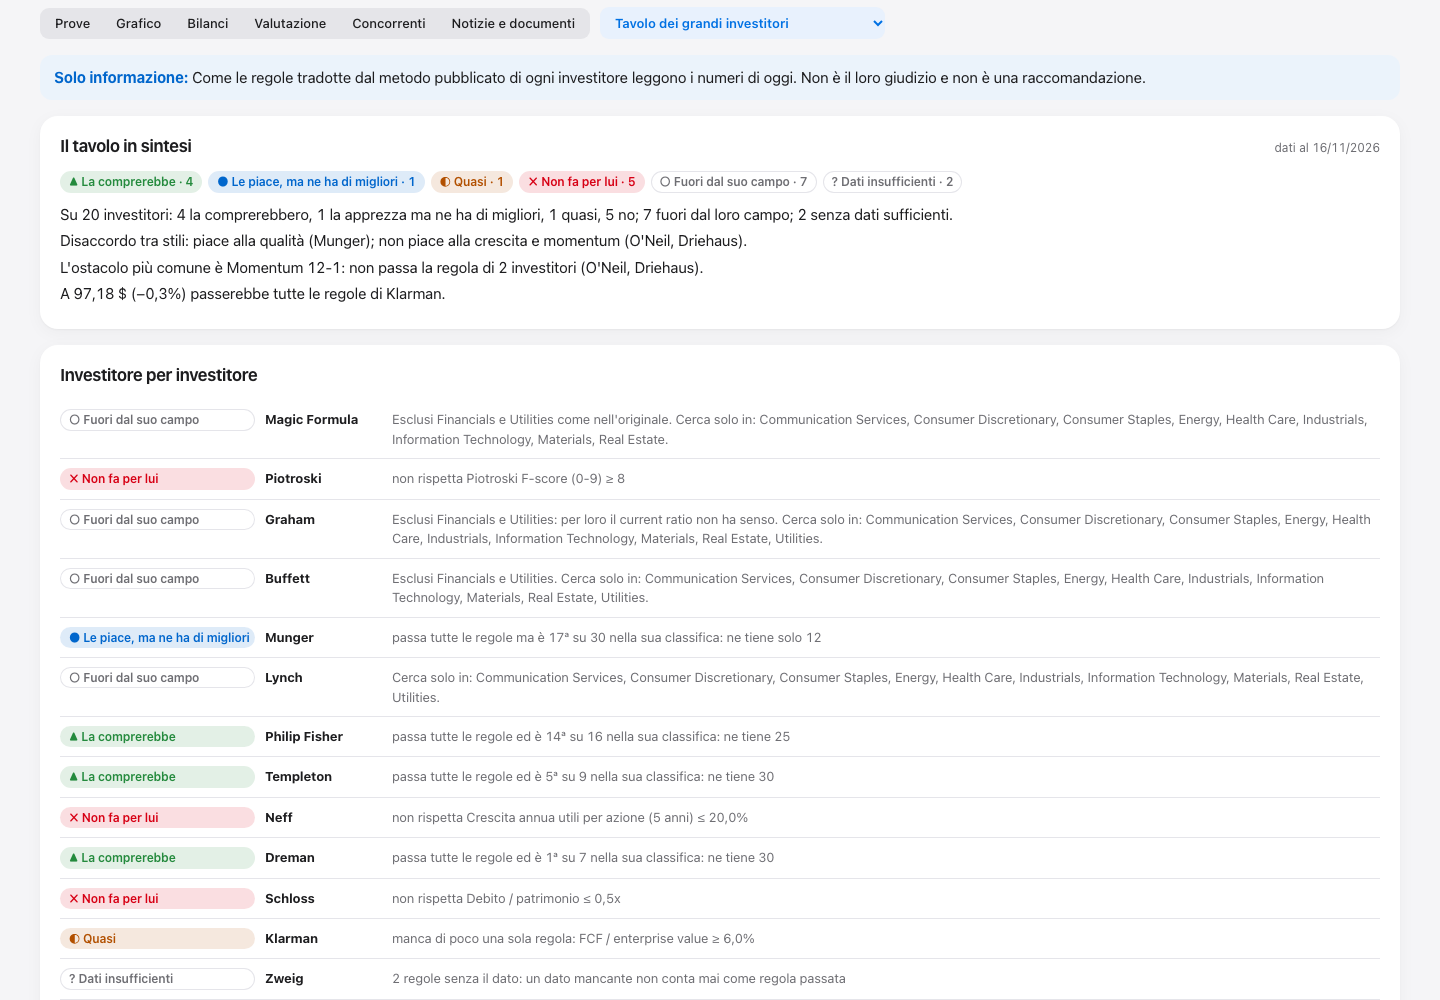 Prove Grafico Bilanci Valutazione Concorrenti Notizie e documenti Tavolo dei grandi investitori
Solo informazione: Come le regole tradotte dal metodo pubblicato di ogni investitore leggono i numeri di oggi. Non è il loro giudizio e non è una raccomandazione.
Il tavolo in sintesi
dati al 16/11/2026
▲ La comprerebbe · 4 ● Le piace, ma ne ha di migliori · 1 ◐ Quasi · 1 ✕ Non fa per lui · 5 ○ Fuori dal suo campo · 7 ? Dati insufficienti · 2
Su 20 investitori: 4 la comprerebbero, 1 la apprezza ma ne ha di migliori, 1 quasi, 5 no; 7 fuori dal loro campo; 2 senza dati sufficienti.
Disaccordo tra stili: piace alla qualità (Munger); non piace alla crescita e momentum (O'Neil, Driehaus).
L'ostacolo più comune è Momentum 12-1: non passa la regola di 2 investitori (O'Neil, Driehaus).
A 97,18 $ (−0,3%) passerebbe tutte le regole di Klarman.
Investitore per investitore
○ Fuori dal suo campo Magic Formula Esclusi Financials e Utilities come nell'originale. Cerca solo in: Communication Services, Consumer Discretionary, Consumer Staples, Energy, Health Care, Industrials,
Information Technology, Materials, Real Estate.
✕ Non fa per lui Piotroski non rispetta Piotroski F-score (0-9) ≥ 8
○ Fuori dal suo campo Graham Esclusi Financials e Utilities: per loro il current ratio non ha senso. Cerca solo in: Communication Services, Consumer Discretionary, Consumer Staples, Energy, Health
Care, Industrials, Information Technology, Materials, Real Estate, Utilities.
○ Fuori dal suo campo Buffett Esclusi Financials e Utilities. Cerca solo in: Communication Services, Consumer Discretionary, Consumer Staples, Energy, Health Care, Industrials, Information
Technology, Materials, Real Estate, Utilities.
● Le piace, ma ne ha di migliori Munger passa tutte le regole ma è 17ª su 30 nella sua classifica: ne tiene solo 12
○ Fuori dal suo campo Lynch Cerca solo in: Communication Services, Consumer Discretionary, Consumer Staples, Energy, Health Care, Industrials, Information Technology, Materials, Real Estate,
Utilities.
▲ La comprerebbe Philip Fisher passa tutte le regole ed è 14ª su 16 nella sua classifica: ne tiene 25
▲ La comprerebbe Templeton passa tutte le regole ed è 5ª su 9 nella sua classifica: ne tiene 30
✕ Non fa per lui Neff non rispetta Crescita annua utili per azione (5 anni) ≤ 20,0%
▲ La comprerebbe Dreman passa tutte le regole ed è 1ª su 7 nella sua classifica: ne tiene 30
✕ Non fa per lui Schloss non rispetta Debito / patrimonio ≤ 0,5x
◐ Quasi Klarman manca di poco una sola regola: FCF / enterprise value ≥ 6,0%
? Dati insufficienti Zweig 2 regole senza il dato: un dato mancante non conta mai come regola passata